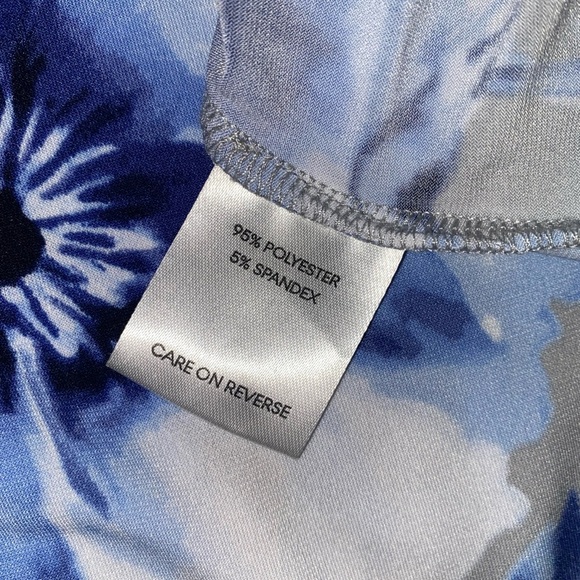 95% POLYESTER
5% SPANDEX
CARE ON REVERSE